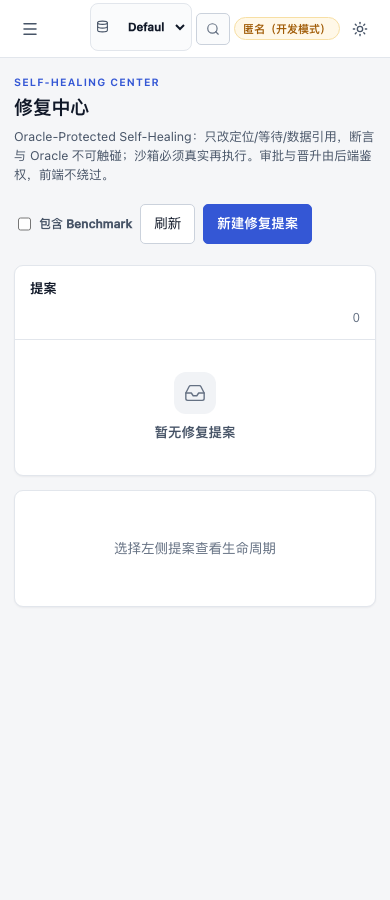 Defaul
匿名（开发模式）
SELF-HEALING CENTER
修复中心
Oracle-Protected Self-Healing：只改定位/等待/数据引用，断言
与 Oracle 不可触碰；沙箱必须真实再执行。审批与晋升由后端鉴
权，前端不绕过。
包含 Benchmark
刷新
新建修复提案
提案
0
暂无修复提案
选择左侧提案查看生命周期